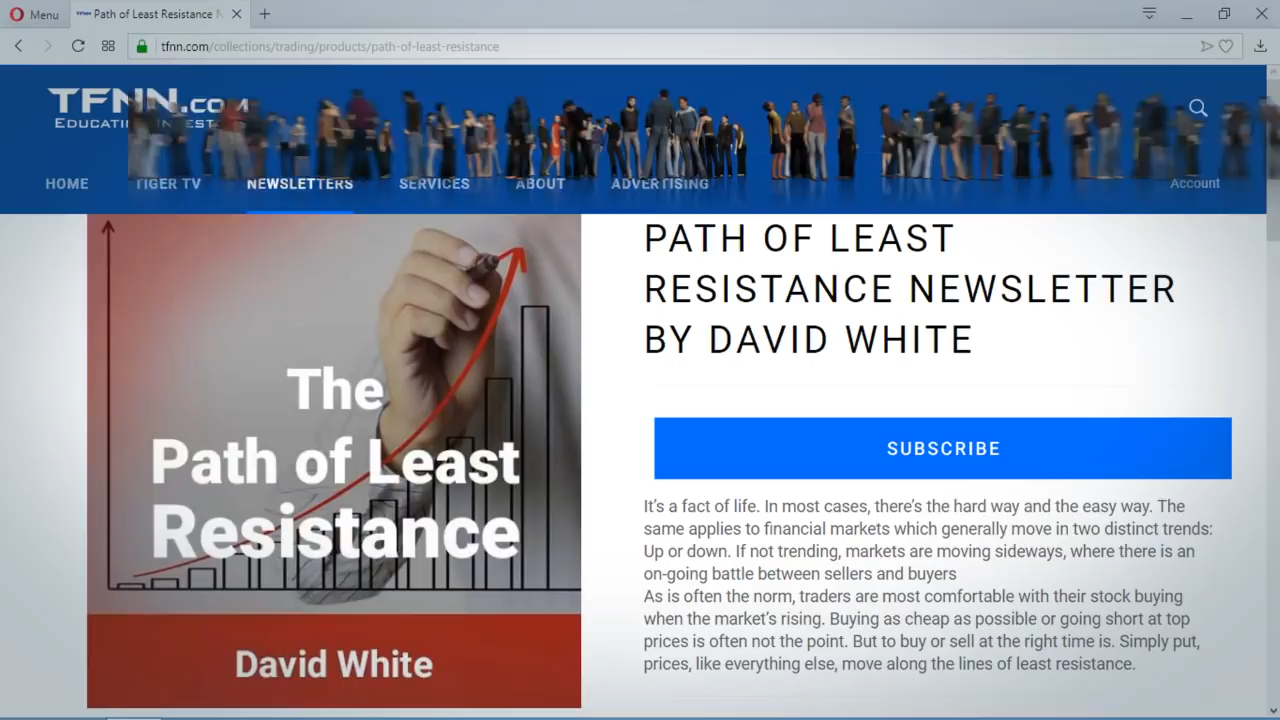 Menu
Path of Least Resistance N
tfnn.com/collections/trading/products/path-of-least-resistance
TFNN.COM
HOME
TIGER TV
NEWSLETTERS
SERVICES
ABOUT
ADVERTISING
Account
The
Path of Least
Resistance
David White
PATH OF LEAST
RESISTANCE NEWSLETTER
BY DAVID WHITE
SUBSCRIBE
It's a fact of life. In most cases, there's the hard way and the easy way. The
same applies to financial markets which generally move in two distinct trends:
Up or down. If not trending, markets are moving sideways, where there is an
on-going battle between sellers and buyers
As is often the norm, traders are most comfortable with their stock buying
when the market's rising. Buying as cheap as possible or going short at top
prices is often not the point. But to buy or sell at the right time is. Simply put,
prices, like everything else, move along the lines of least resistance.